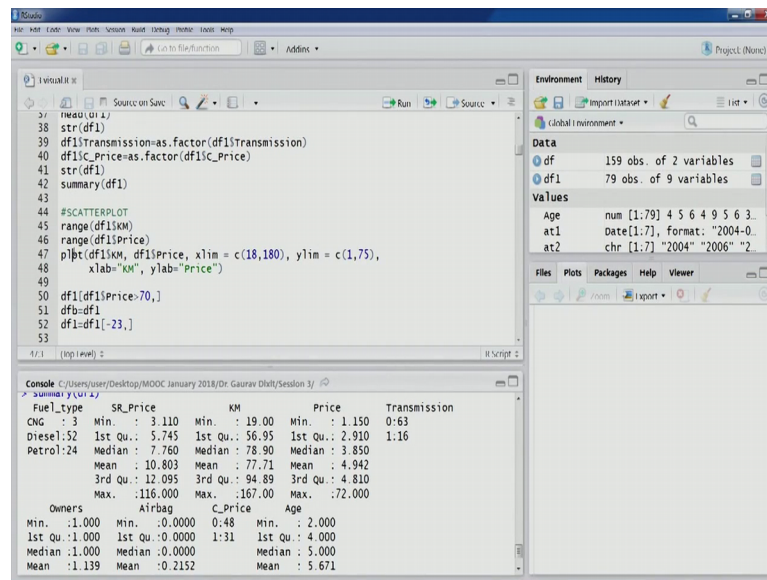 RStudio
File Edit Code View Plots Session Build Debug Profile Tools Help
Go to file/function Addins
Project: (None)
1 visual.R
Source on Save Run Source
37 head(df1)
38 str(df1)
39 df1$Transmission=as.factor(df1$Transmission)
40 df1$C_Price=as.factor(df1$C_Price)
41 str(df1)
42 summary(df1)
43
44 #SCATTERPLOT
45 range(df1$KM)
46 range(df1$Price)
47 plot(df1$KM, df1$Price, xlim = c(18,180), ylim = c(1,75),
48 xlab="KM", ylab="Price")
49
50 df1[df1$Price>70,]
51 dfb=df1
52 df1=df1[-23,]
53
47:3 (Top Level) R Script
Console C:/Users/user/Desktop/MOOC January 2018/Dr. Gaurav Dixit/Session 3/
> summary(df1)
Fuel_type SR_Price KM Price Transmission
CNG : 3 Min. : 3.110 Min. : 19.00 Min. : 1.150 0:63
Diesel:52 1st Qu.: 5.745 1st Qu.: 56.95 1st Qu.: 2.910 1:16
Petrol:24 Median : 7.760 Median : 78.90 Median : 3.850
Mean : 10.803 Mean : 77.71 Mean : 4.942
3rd Qu.: 12.095 3rd Qu.: 94.89 3rd Qu.: 4.810
Max. :116.000 Max. :167.00 Max. :72.000
Owners Airbag C_Price Age
Min. :1.000 Min. :0.0000 0:48 Min. : 2.000
1st Qu.:1.000 1st Qu.:0.0000 1:31 1st Qu.: 4.000
Median :1.000 Median :0.0000 Median : 5.000
Mean :1.139 Mean :0.2152 Mean : 5.671
Environment History
Import Dataset List
Global Environment
Data
df 159 obs. of 2 variables
df1 79 obs. of 9 variables
Values
Age num [1:79] 4 5 6 4 9 5 6 3…
at1 Date[1:7], format: "2004-0…
at2 chr [1:7] "2004" "2006" "2…
Files Plots Packages Help Viewer
Zoom Export